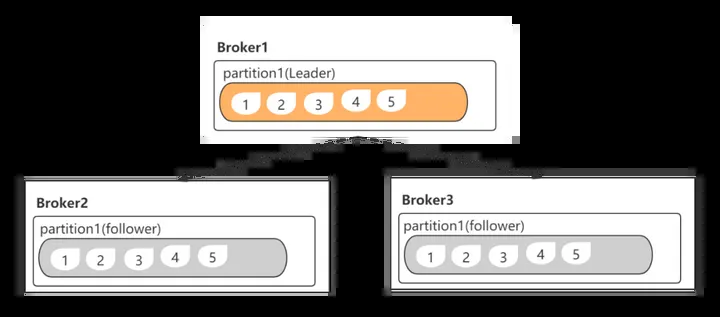 Broker1
partition1(Leader)
1 2 3 4 5
Broker2
partition1(follower)
1 2 3 4 5
Broker3
partition1(follower)
1 2 3 4 5